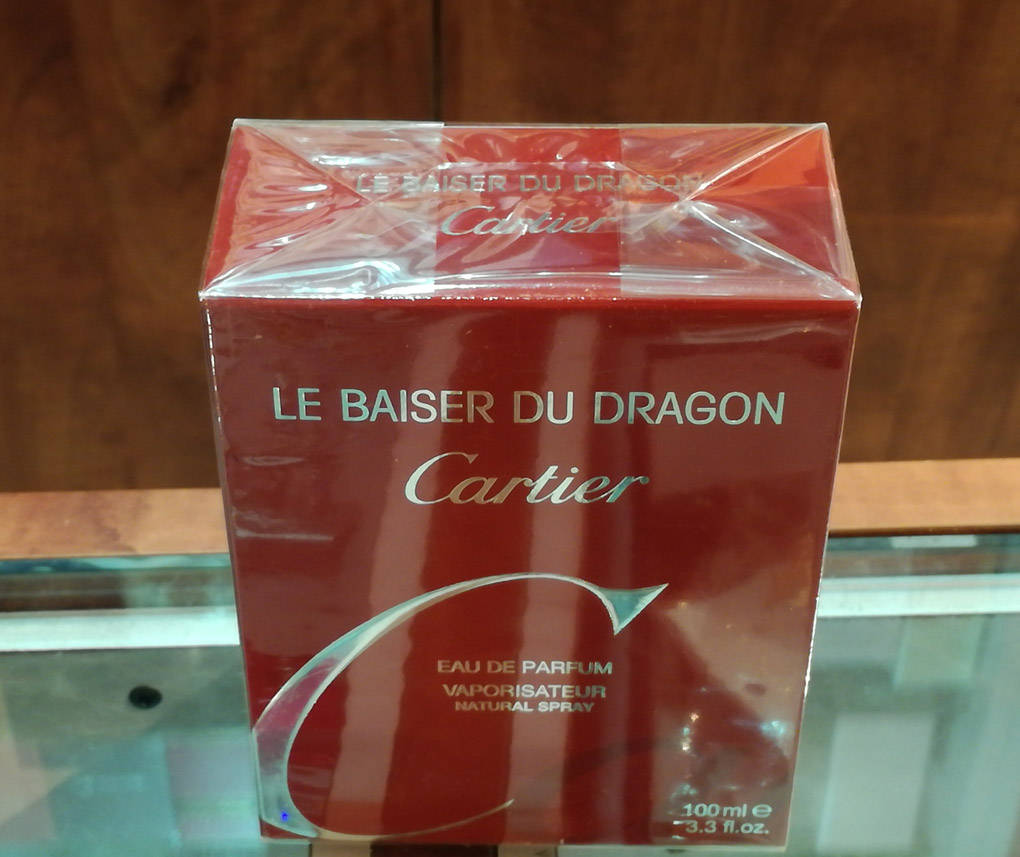 LE BAISER DU DRAGON
Cartier
LE BAISER DU DRAGON
Cartier
EAU DE PARFUM
VAPORISATEUR
NATURAL SPRAY
100 ml ℮
3.3 fl.oz.